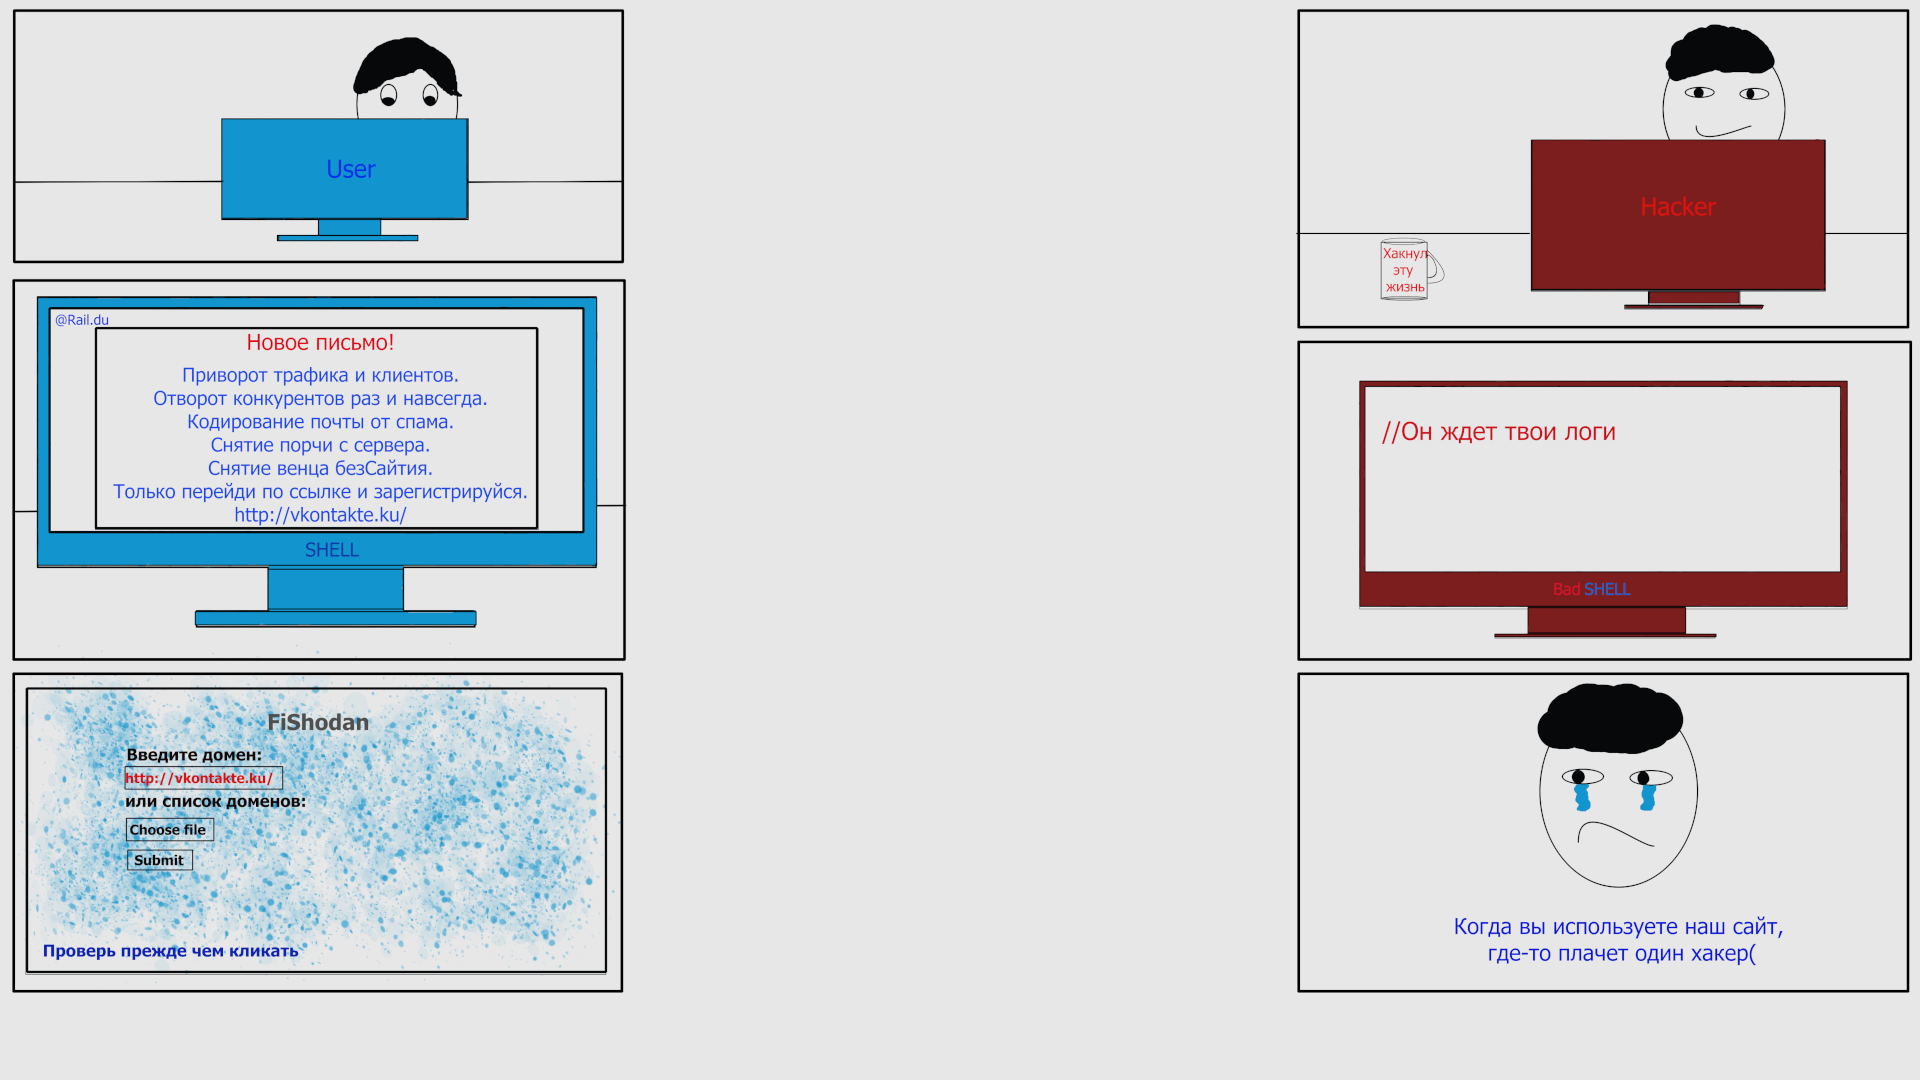 User
@Rail.du
Новое письмо!
Приворот трафика и клиентов.
Отворот конкурентов раз и навсегда.
Кодирование почты от спама.
Снятие порчи с сервера.
Снятие венца безСайтия.
Только перейди по ссылке и зарегистрируйся.
http://vkontakte.ku/
SHELL
FiShodan
Введите домен:
http://vkontakte.ku/
или список доменов:
Choose file
Submit
Проверь прежде чем кликать
Hacker
Хакнул
эту
жизнь
//Он ждет твои логи
Bad SHELL
Когда вы используете наш сайт,
где-то плачет один хакер(